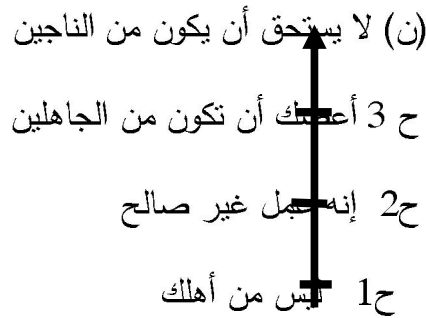 (ن) لا يستحق أن يكون من الناجين
ح 3 أعظك أن تكون من الجاهلين
ح2 إنه عمل غير صالح
ح1 ليس من أهلك